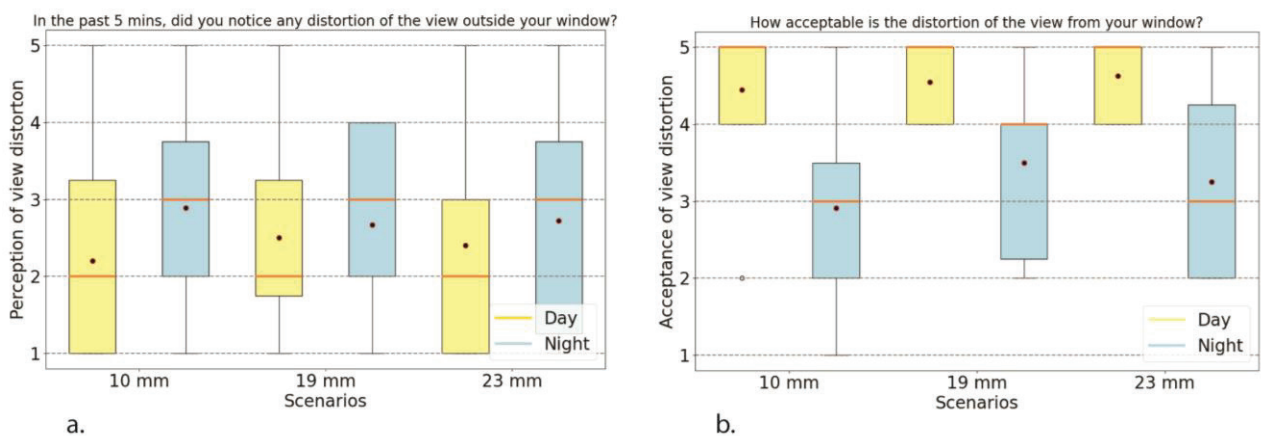 In the past 5 mins, did you notice any distortion of the view outside your window?
Perception of view distorton
5
4
3
2
1
Day
Night
10 mm
19 mm
23 mm
Scenarios
a.
How acceptable is the distortion of the view from your window?
Acceptance of view distortion
5
4
3
2
1
Day
Night
10 mm
19 mm
23 mm
Scenarios
b.